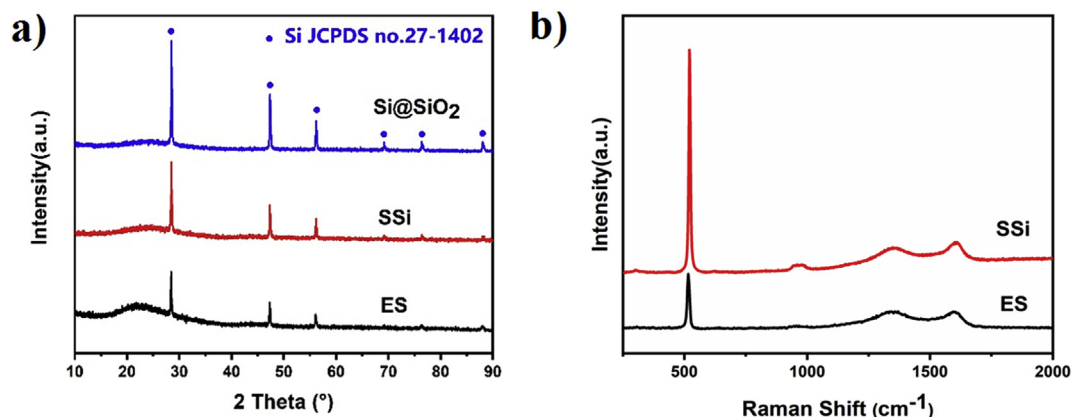 a)
Si JCPDS no.27-1402
Si@SiO2
SSi
ES
Intensity(a.u.)
10 20 30 40 50 60 70 80 90
2 Theta (°)
b)
SSi
ES
Intensity(a.u.)
500 1000 1500 2000
Raman Shift (cm-1)